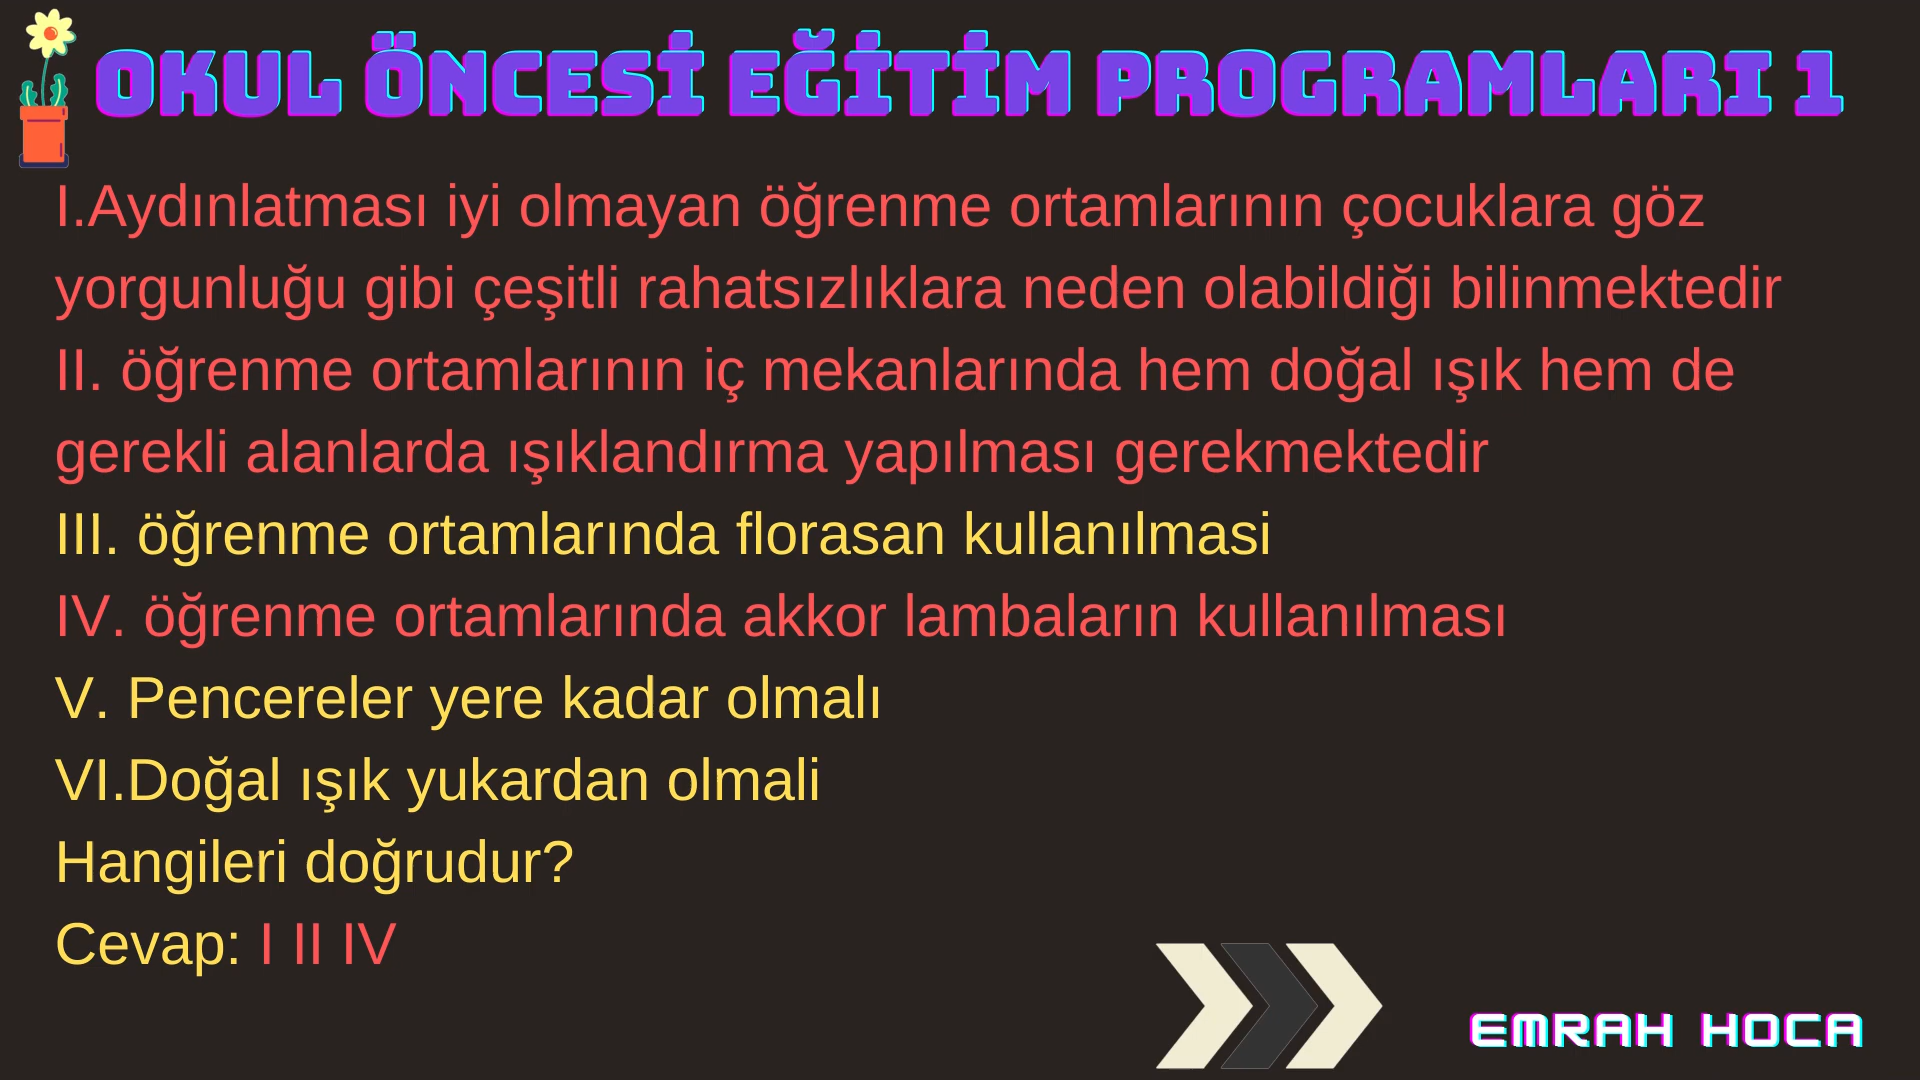 OKUL ÖNCESİ EĞİTİM PROGRAMLARI 1
I.Aydınlatması iyi olmayan öğrenme ortamlarının çocuklara göz
yorgunluğu gibi çeşitli rahatsızlıklara neden olabildiği bilinmektedir
II. öğrenme ortamlarının iç mekanlarında hem doğal ışık hem de
gerekli alanlarda ışıklandırma yapılması gerekmektedir
III. öğrenme ortamlarında florasan kullanılmasi
IV. öğrenme ortamlarında akkor lambaların kullanılması
V. Pencereler yere kadar olmalı
VI.Doğal ışık yukardan olmali
Hangileri doğrudur?
Cevap: I II IV
EMRAH HOCA